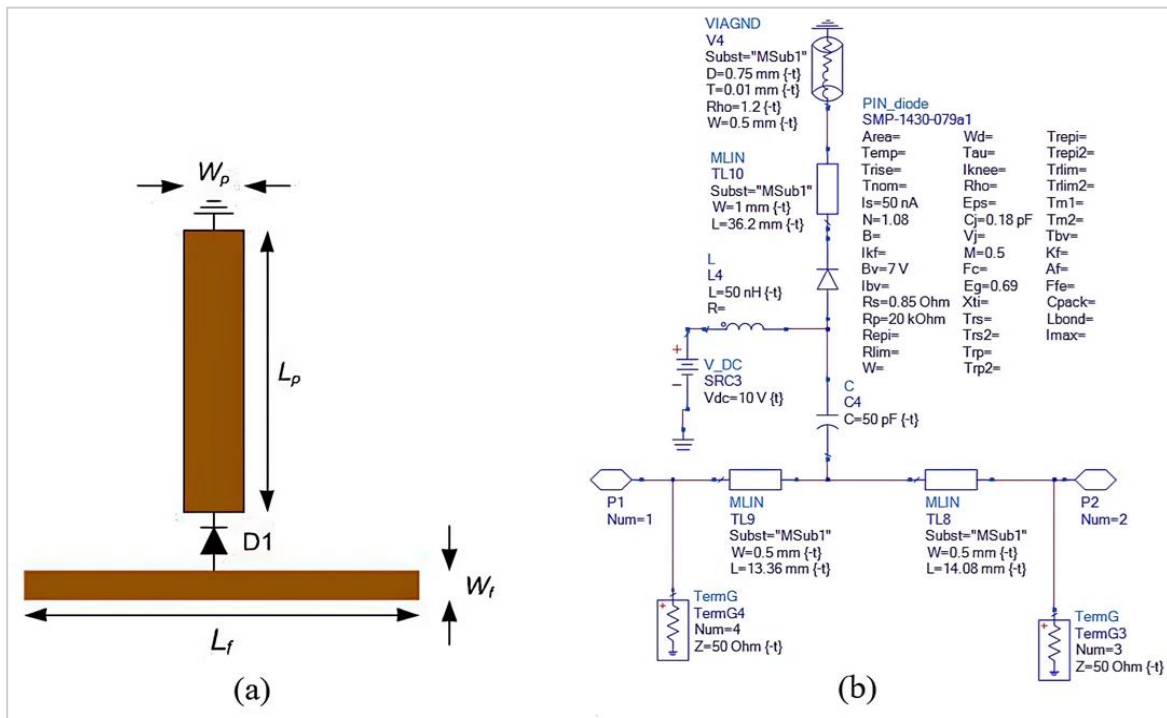 W_p
L_p
D1
W_f
L_f
(a)
VIAGND
V4
Subst="MSub1"
D=0.75 mm {-t}
T=0.01 mm {-t}
Rho=1.2 {-t}
W=0.5 mm {-t}
MLIN
TL10
Subst="MSub1"
W=1 mm {-t}
L=36.2 mm {-t}
L
L4
L=50 nH {-t}
R=
+
V_DC
SRC3
Vdc=10 V {t}
PIN_diode
SMP-1430-079a1
Area= Wd= Trepi=
Temp= Tau= Trepi2=
Trise= Iknee= Trlim=
Tnom= Rho= Trlim2=
Is=50 nA Eps= Tm1=
N=1.08 Cj=0.18 pF Tm2=
B= Vj= Tbv=
Ikf= M=0.5 Kf=
Bv=7 V Fc= Af=
Ibv= Eg=0.69 Ffe=
Rs=0.85 Ohm Xti= Cpack=
Rp=20 kOhm Trs= Lbond=
Repi= Trs2= Imax=
Rlim= Trp=
W= Trp2=
C
C4
C=50 pF {-t}
P1
Num=1
MLIN
TL9
Subst="MSub1"
W=0.5 mm {-t}
L=13.36 mm {-t}
MLIN
TL8
Subst="MSub1"
W=0.5 mm {-t}
L=14.08 mm {-t}
P2
Num=2
+
TermG
TermG4
Num=4
Z=50 Ohm {-t}
+
TermG
TermG3
Num=3
Z=50 Ohm {-t}
(b)